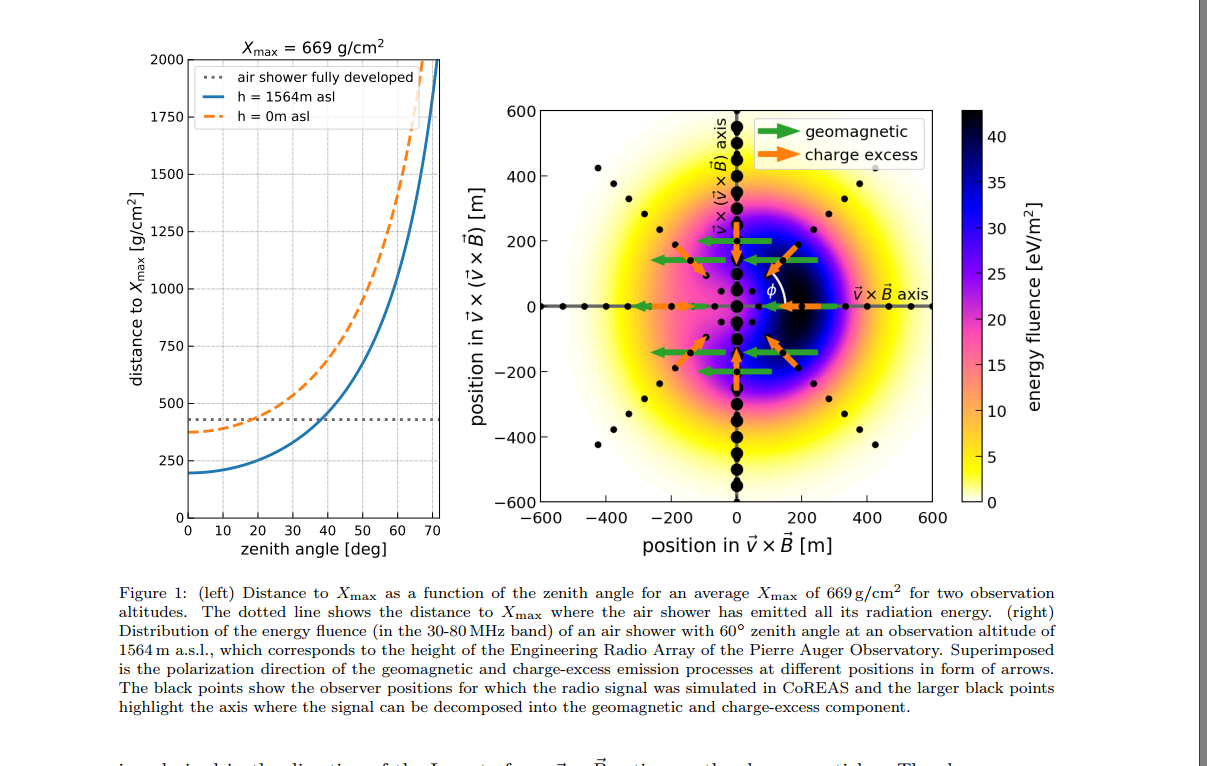 X_max = 669 g/cm²
2000
1750
1500
1250
1000
750
500
250
0
distance to X_max [g/cm²]
air shower fully developed
h = 1564m asl
h = 0m asl
0 10 20 30 40 50 60 70
zenith angle [deg]
600
400
200
0
−200
−400
−600
position in v⃗ × (v⃗ × B⃗) [m]
v⃗ × (v⃗ × B⃗) axis
geomagnetic
charge excess
ϕ
v⃗ × B⃗ axis
−600 −400 −200 0 200 400 600
position in v⃗ × B⃗ [m]
40
35
30
25
20
15
10
5
0
energy fluence [eV/m²]
Figure 1: (left) Distance to X_max as a function of the zenith angle for an average X_max of 669 g/cm² for two observation
altitudes. The dotted line shows the distance to X_max where the air shower has emitted all its radiation energy. (right)
Distribution of the energy fluence (in the 30-80 MHz band) of an air shower with 60° zenith angle at an observation altitude of
1564 m a.s.l., which corresponds to the height of the Engineering Radio Array of the Pierre Auger Observatory. Superimposed
is the polarization direction of the geomagnetic and charge-excess emission processes at different positions in form of arrows.
The black points show the observer positions for which the radio signal was simulated in CoREAS and the larger black points
highlight the axis where the signal can be decomposed into the geomagnetic and charge-excess component.